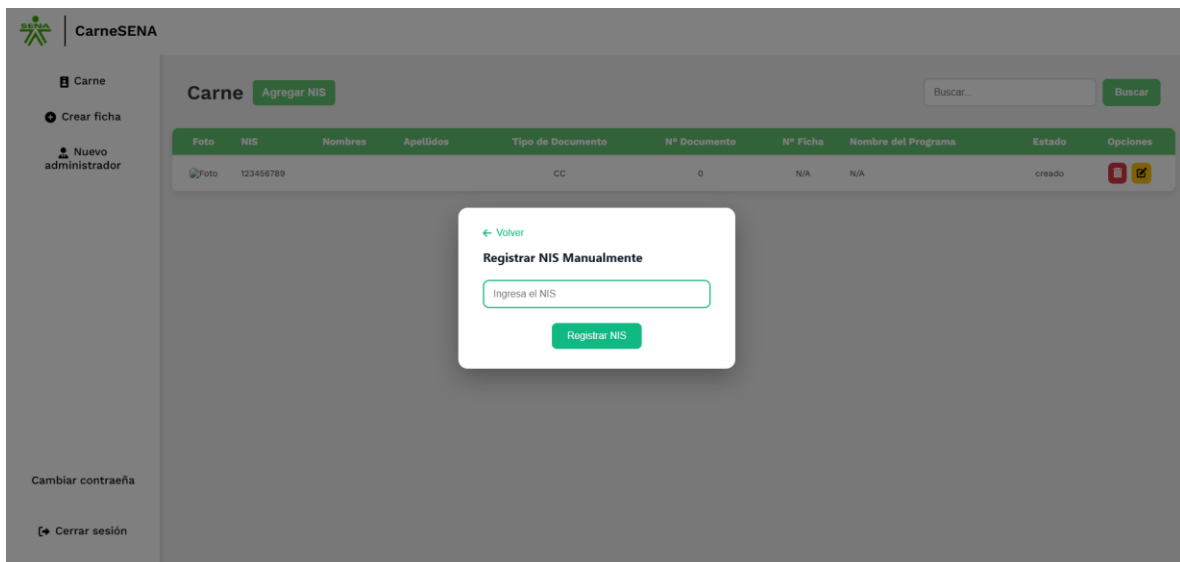 SENA
CarneSENA
Carne
Crear ficha
Nuevo
administrador
Cambiar contraeña
Cerrar sesión
Carne
Agregar NIS
Buscar...
Buscar
Foto NIS Nombres Apellidos Tipo de Documento N° Documento N° Ficha Nombre del Programa Estado Opciones
Foto 123456789 CC 0 N/A N/A creado
← Volver
Registrar NIS Manualmente
Ingresa el NIS
Registrar NIS